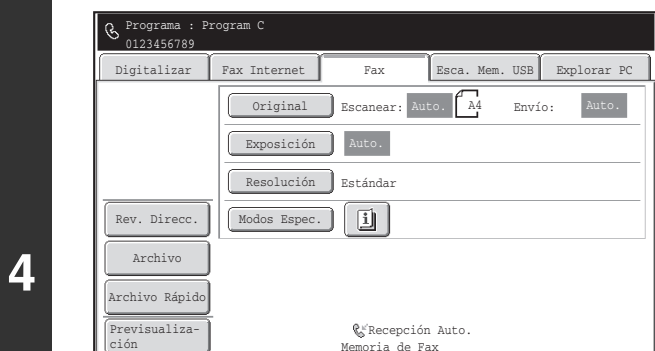 Programa : Program C
0123456789
Digitalizar Fax Internet Fax Esca. Mem. USB Explorar PC
Original Escanear: Auto. A4 Envío: Auto.
Exposición Auto.
Resolución Estándar
Rev. Direcc. Modos Espec.
4
Archivo
Archivo Rápido
Previsualiza-
ción
Recepción Auto.
Memoria de Fax